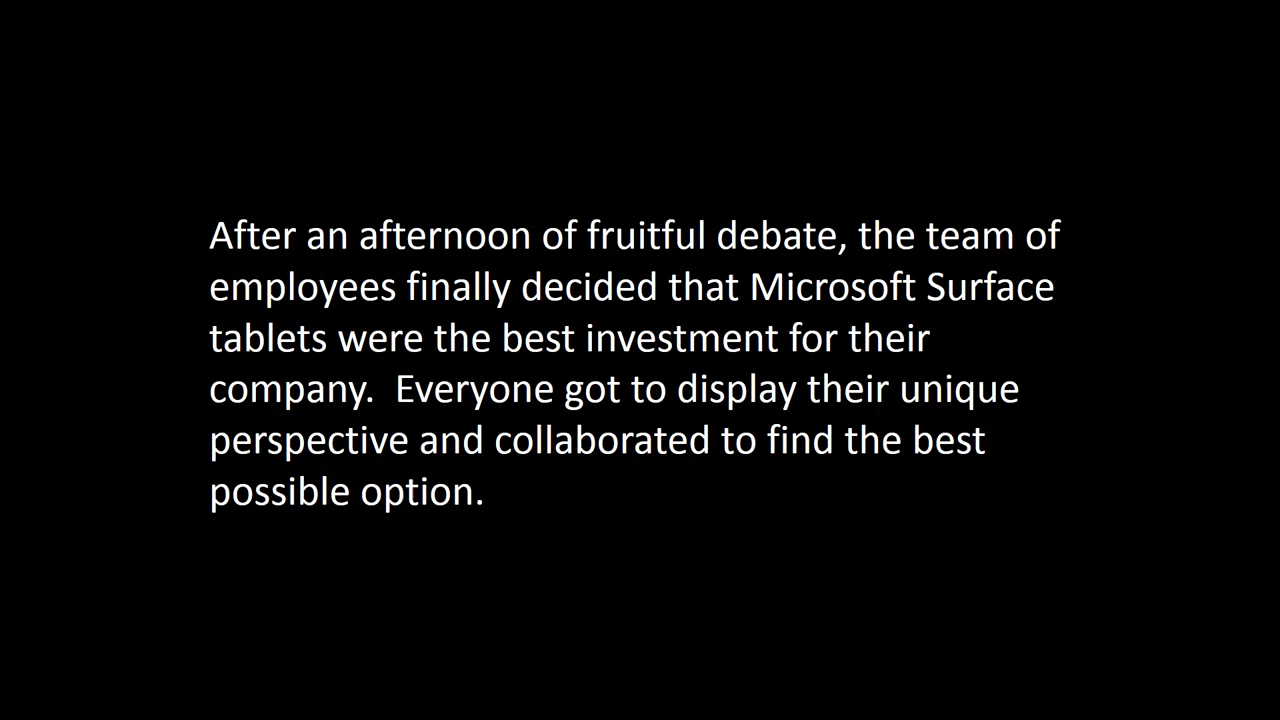 After an afternoon of fruitful debate, the team of
employees finally decided that Microsoft Surface
tablets were the best investment for their
company.  Everyone got to display their unique
perspective and collaborated to find the best
possible option.